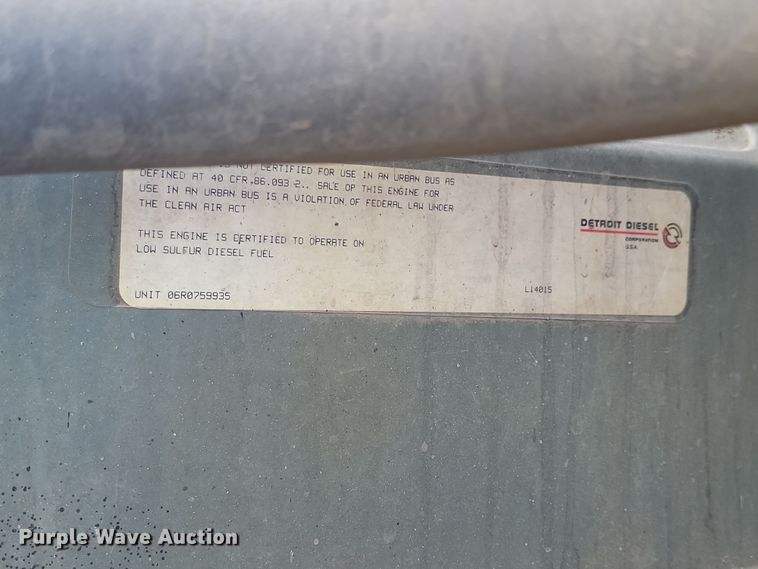 NOT CERTIFIED FOR USE IN AN URBAN BUS AS
DEFINED AT 40 CFR.86.093 2.. SALE OP THIS ENGINE FOR
USE IN AN URBAN BUS IS A VIOLATION OF FEDERAL LAW UNDER
THE CLEAN AIR ACT
THIS ENGINE IS CERTIFIED TO OPERATE ON
LOW SULFUR DIESEL FUEL
UNIT 06R0759935
L14015
DETROIT DIESEL
CORPORATION
U.S.A.
Purple Wave Auction